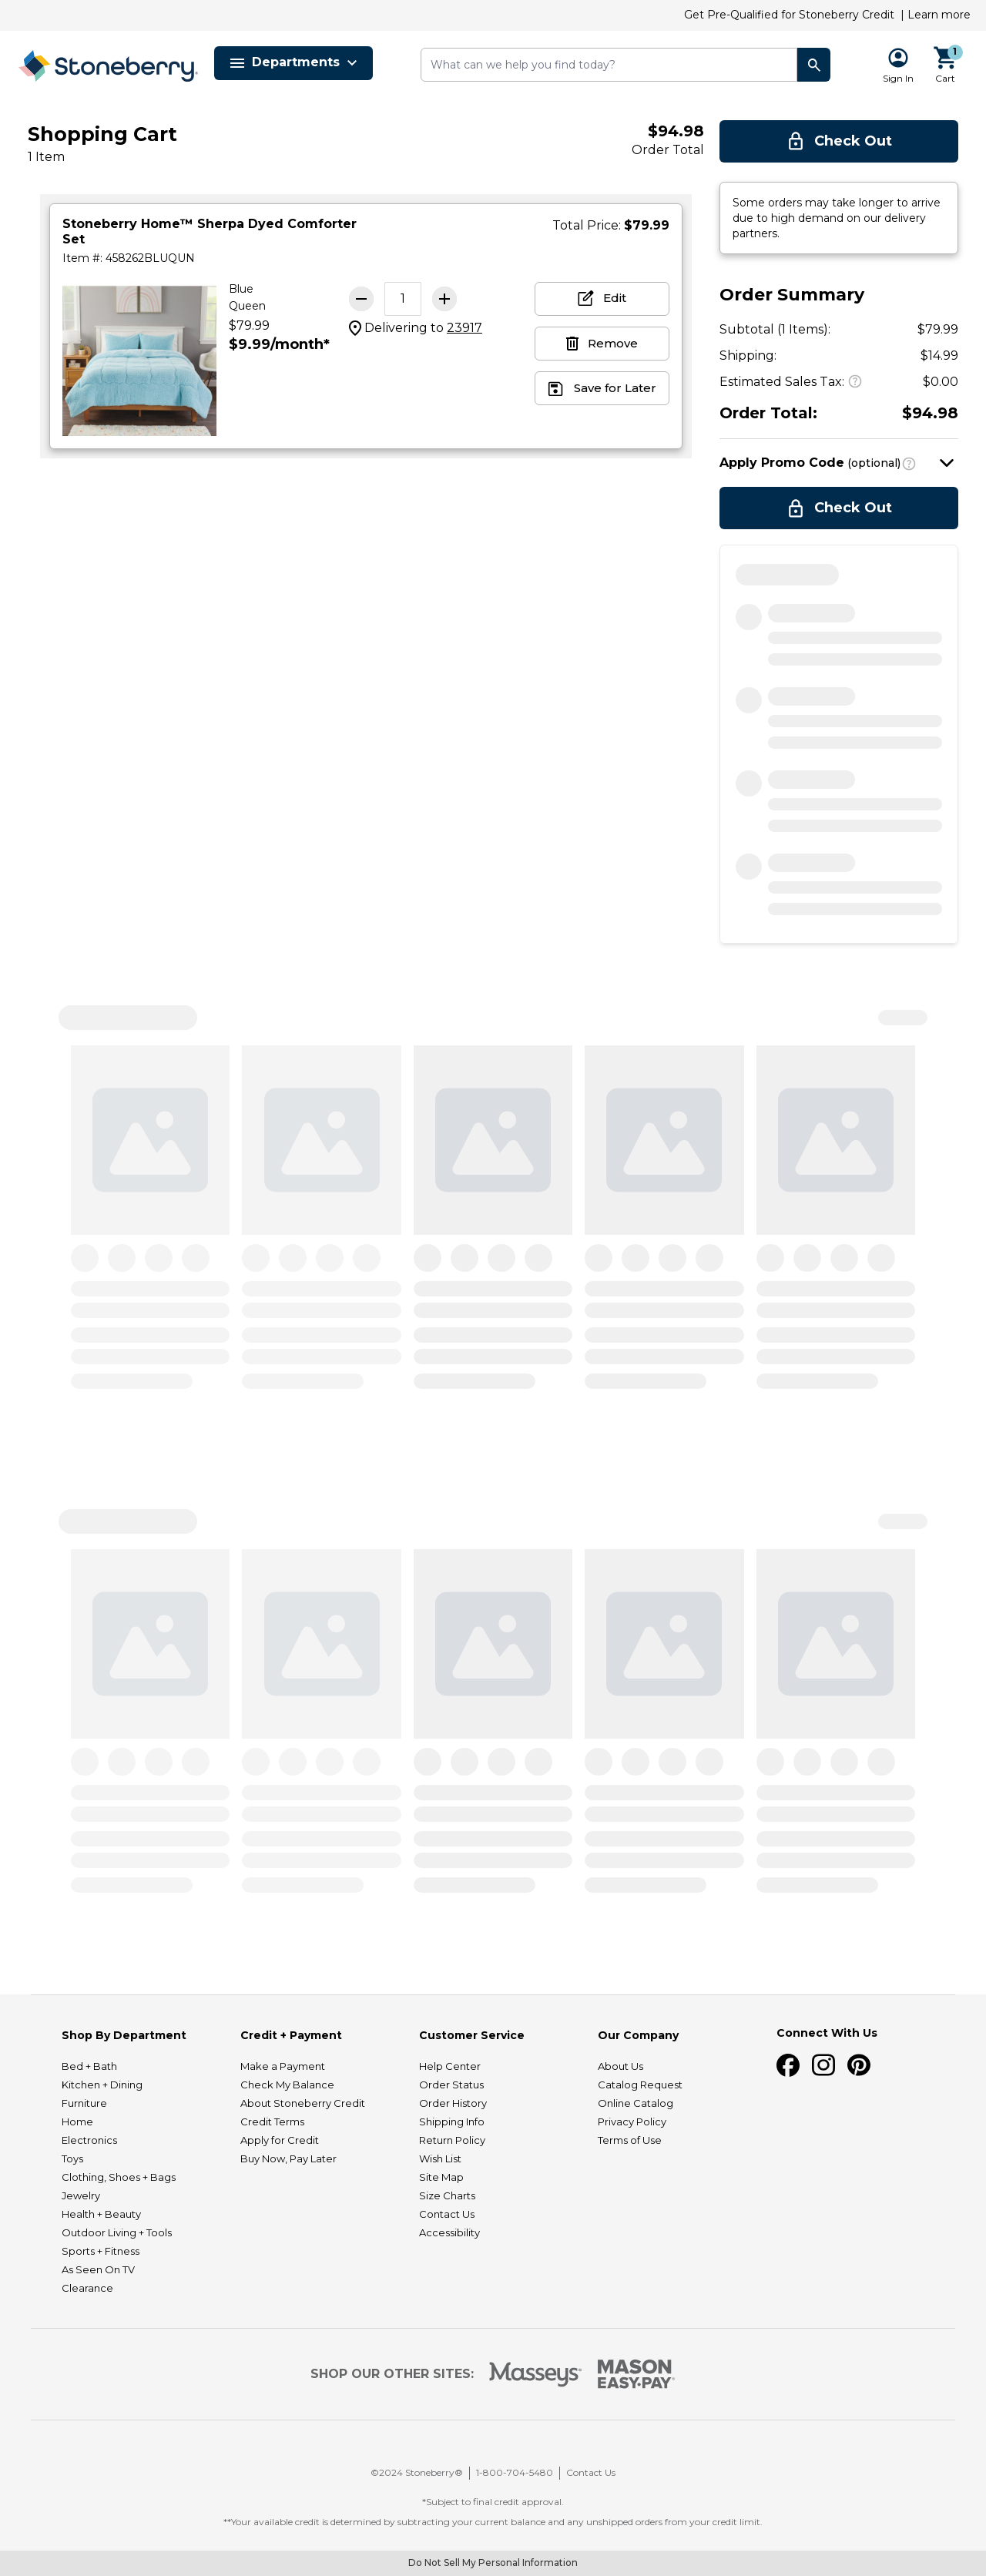 Get Pre-Qualified for Stoneberry Credit | Learn more
Stoneberry
Departments
What can we help you find today?
Sign In
1
Cart
Shopping Cart
1 Item
$94.98
Order Total
Check Out
Some orders may take longer to arrive
due to high demand on our delivery
partners.
Stoneberry Home™ Sherpa Dyed Comforter
Set
Item #: 458262BLUQUN
Total Price: $79.99
Blue
Queen
$79.99
$9.99/month*
1
Delivering to 23917
Edit
Remove
Save for Later
Order Summary
Subtotal (1 Items): $79.99
Shipping: $14.99
Estimated Sales Tax: ? $0.00
Order Total: $94.98
Apply Promo Code (optional) ?
Check Out
Shop By Department
Bed + Bath
Kitchen + Dining
Furniture
Home
Electronics
Toys
Clothing, Shoes + Bags
Jewelry
Health + Beauty
Outdoor Living + Tools
Sports + Fitness
As Seen On TV
Clearance
Credit + Payment
Make a Payment
Check My Balance
About Stoneberry Credit
Credit Terms
Apply for Credit
Buy Now, Pay Later
Customer Service
Help Center
Order Status
Order History
Shipping Info
Return Policy
Wish List
Site Map
Size Charts
Contact Us
Accessibility
Our Company
About Us
Catalog Request
Online Catalog
Privacy Policy
Terms of Use
Connect With Us
SHOP OUR OTHER SITES:
Masseys®
MASON
EASY•PAY®
©2024 Stoneberry® | 1-800-704-5480 | Contact Us
*Subject to final credit approval.
**Your available credit is determined by subtracting your current balance and any unshipped orders from your credit limit.
Do Not Sell My Personal Information